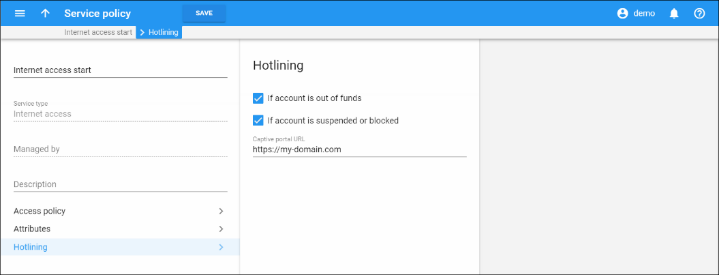 Service policy
SAVE
demo
Internet access start
Hotlining
Internet access start
Service type
Internet access
Managed by
Description
Access policy
Attributes
Hotlining
Hotlining
If account is out of funds
If account is suspended or blocked
Captive portal URL
https://my-domain.com